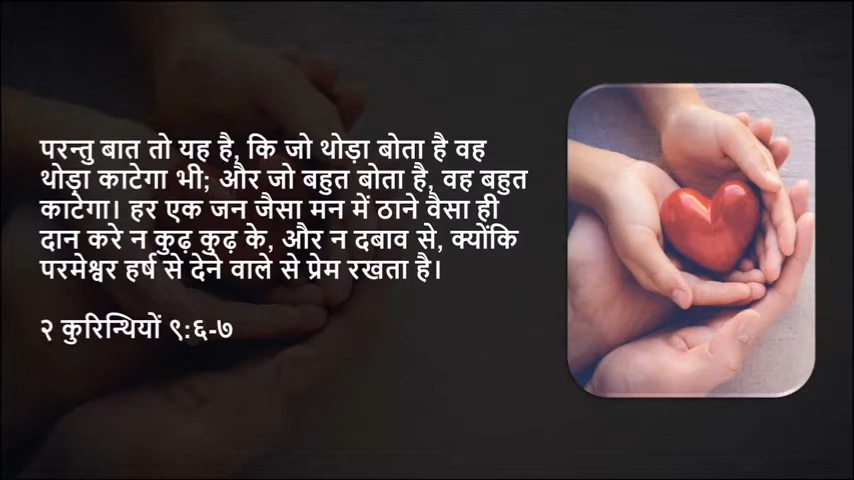 परन्तु बात तो यह है, कि जो थोड़ा बोता है वह
थोड़ा काटेगा भी; और जो बहुत बोता है, वह बहुत
काटेगा। हर एक जन जैसा मन में ठाने वैसा ही
दान करे न कुढ़ कुढ़ के, और न दबाव से, क्योंकि
परमेश्वर हर्ष से देने वाले से प्रेम रखता है।
२ कुरिन्थियों ९:६-७